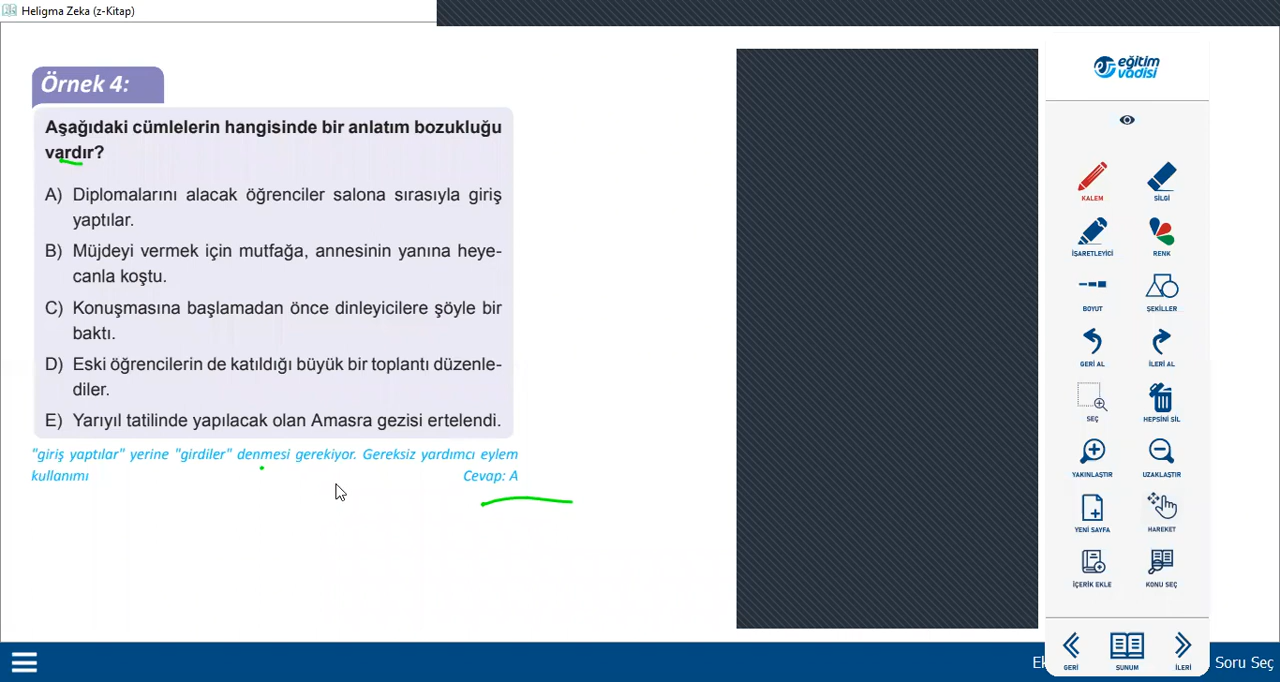 Heligma Zeka (z-Kitap)
Örnek 4:
Aşağıdaki cümlelerin hangisinde bir anlatım bozukluğu
vardır?
A) Diplomalarını alacak öğrenciler salona sırasıyla giriş
yaptılar.
B) Müjdeyi vermek için mutfağa, annesinin yanına heye-
canla koştu.
C) Konuşmasına başlamadan önce dinleyicilere şöyle bir
baktı.
D) Eski öğrencilerin de katıldığı büyük bir toplantı düzenle-
diler.
E) Yarıyıl tatilinde yapılacak olan Amasra gezisi ertelendi.
"giriş yaptılar" yerine "girdiler" denmesi gerekiyor. Gereksiz yardımcı eylem
kullanımı Cevap: A
eğitim
vadisi
KALEM SİLGİ
İŞARETLEYİCİ RENK
BOYUT ŞEKİLLER
GERİ AL İLERİ AL
SEÇ HEPSİNİ SİL
YAKINLAŞTIR UZAKLAŞTIR
YENİ SAYFA HAREKET
İÇERİK EKLE KONU SEÇ
GERİ SUNUM İLERİ
Soru Seç